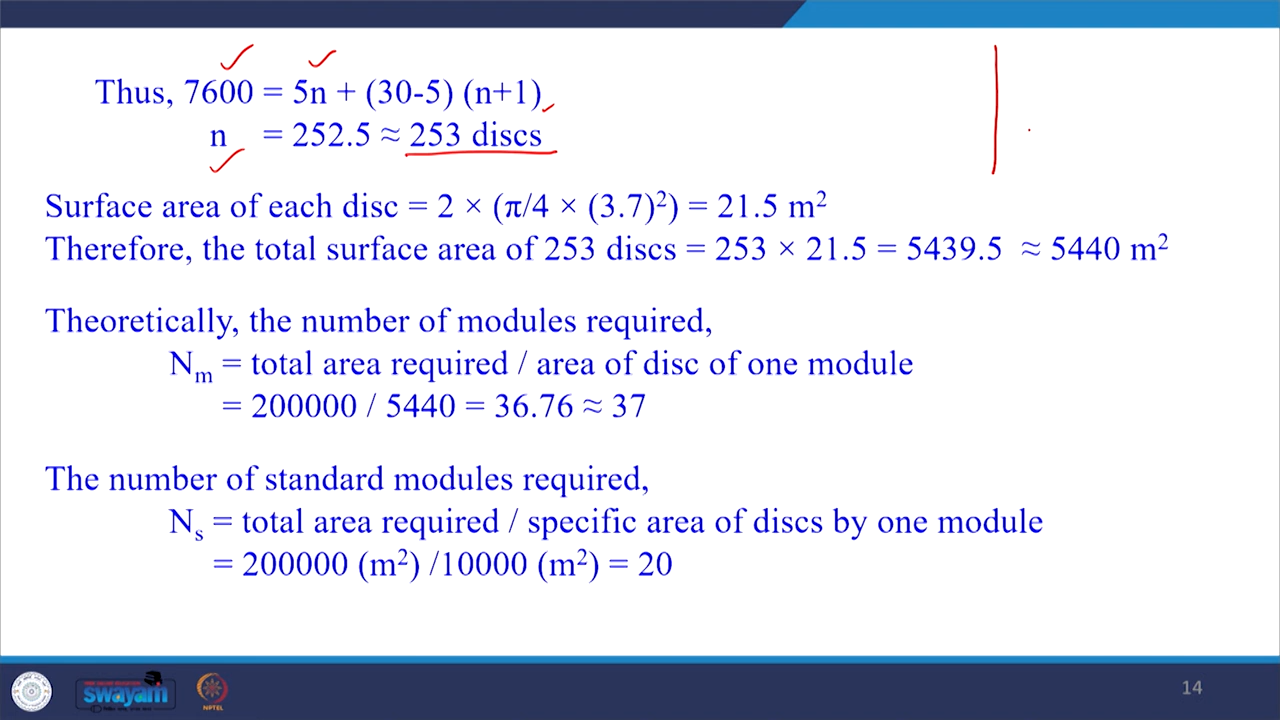 Thus, 7600 = 5n + (30-5) (n+1)
n = 252.5 ≈ 253 discs
Surface area of each disc = 2 × (π/4 × (3.7)²) = 21.5 m²
Therefore, the total surface area of 253 discs = 253 × 21.5 = 5439.5 ≈ 5440 m²
Theoretically, the number of modules required,
Nₘ = total area required / area of disc of one module
= 200000 / 5440 = 36.76 ≈ 37
The number of standard modules required,
Nₛ = total area required / specific area of discs by one module
= 200000 (m²) /10000 (m²) = 20
swayam
NPTEL
14